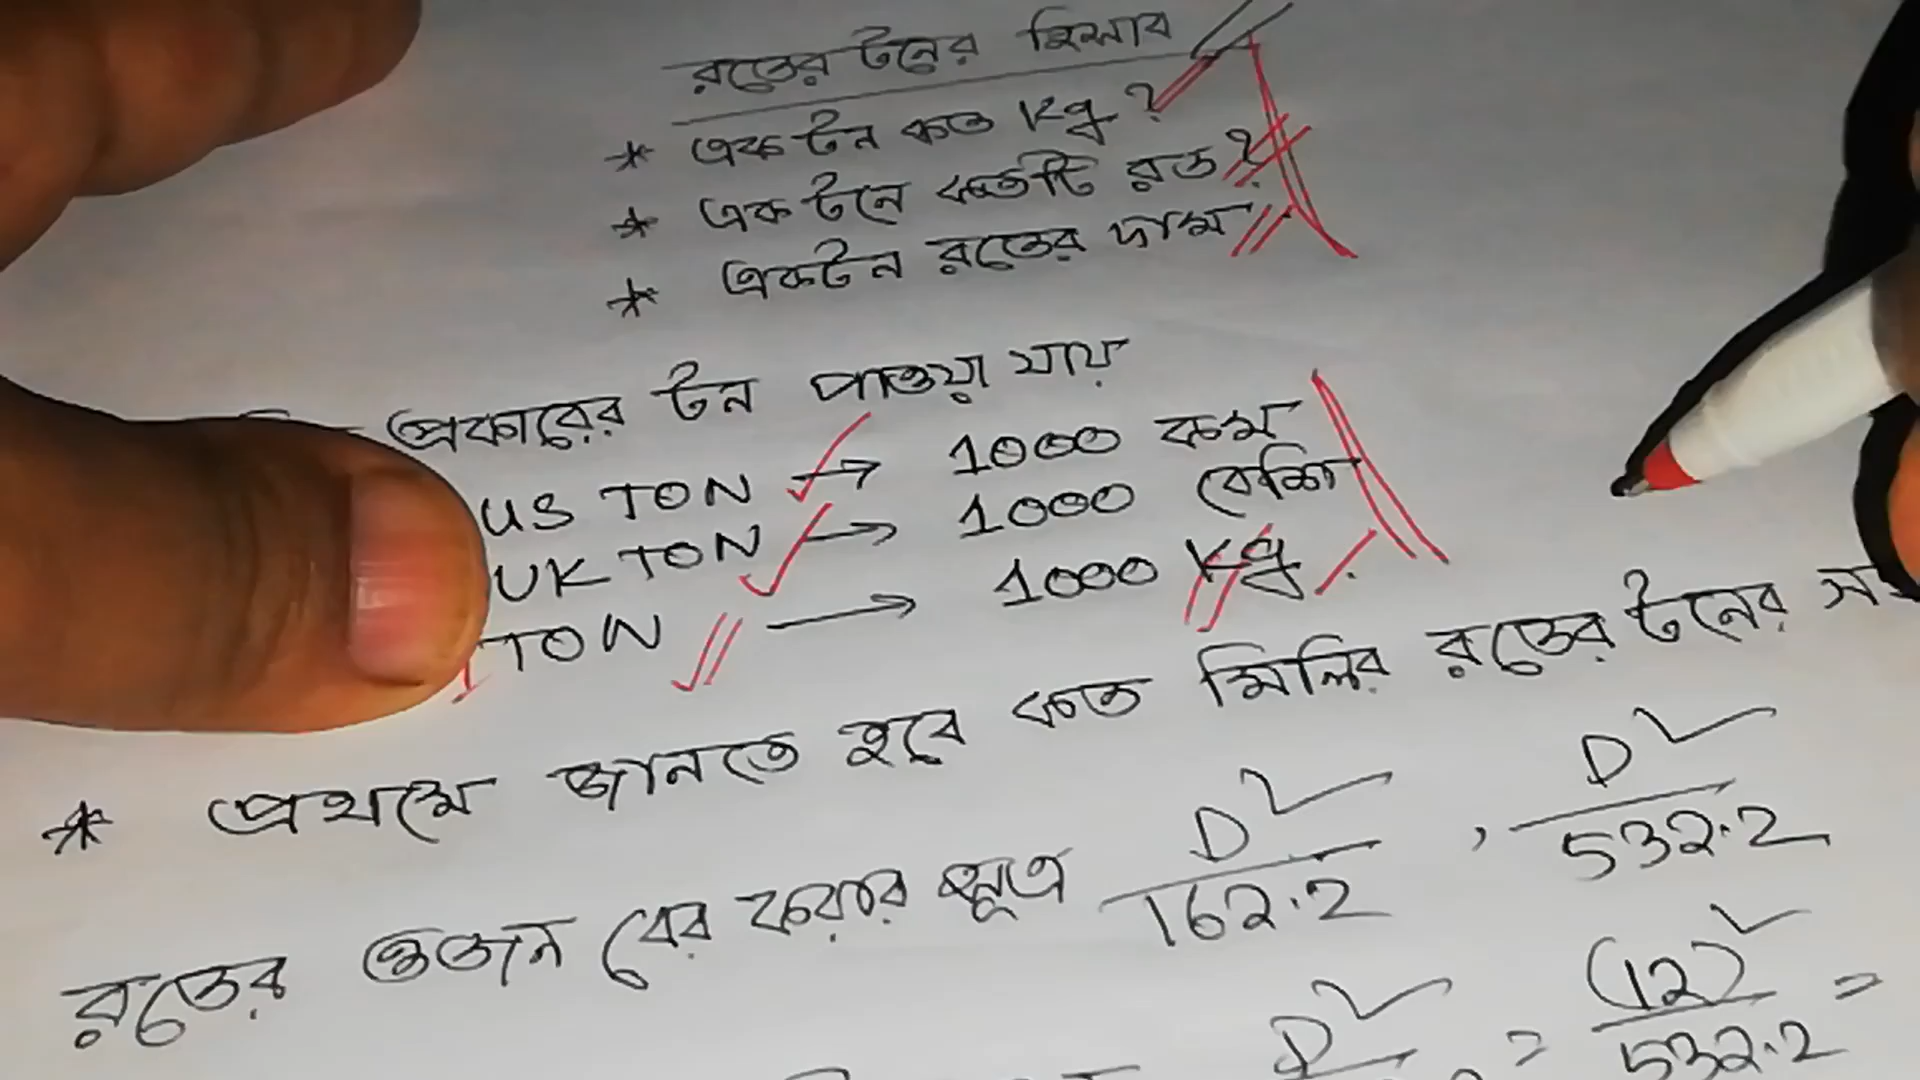 রডের টনের হিসাব
* একটন কত Kg ?
* এক টনে কতটি রড ?
* একটন রডের দাম
প্রকারের টন পাওয়া যায়
US TON → 1000 কম
UK TON → 1000 বেশি
TON → 1000 Kg
* প্রথমে জানতে হবে কত মিলির রডের টনের
রডের ওজন বের করার সূত্র D²/162.2 , D²/532.2
D² = (12)²/532.2 =